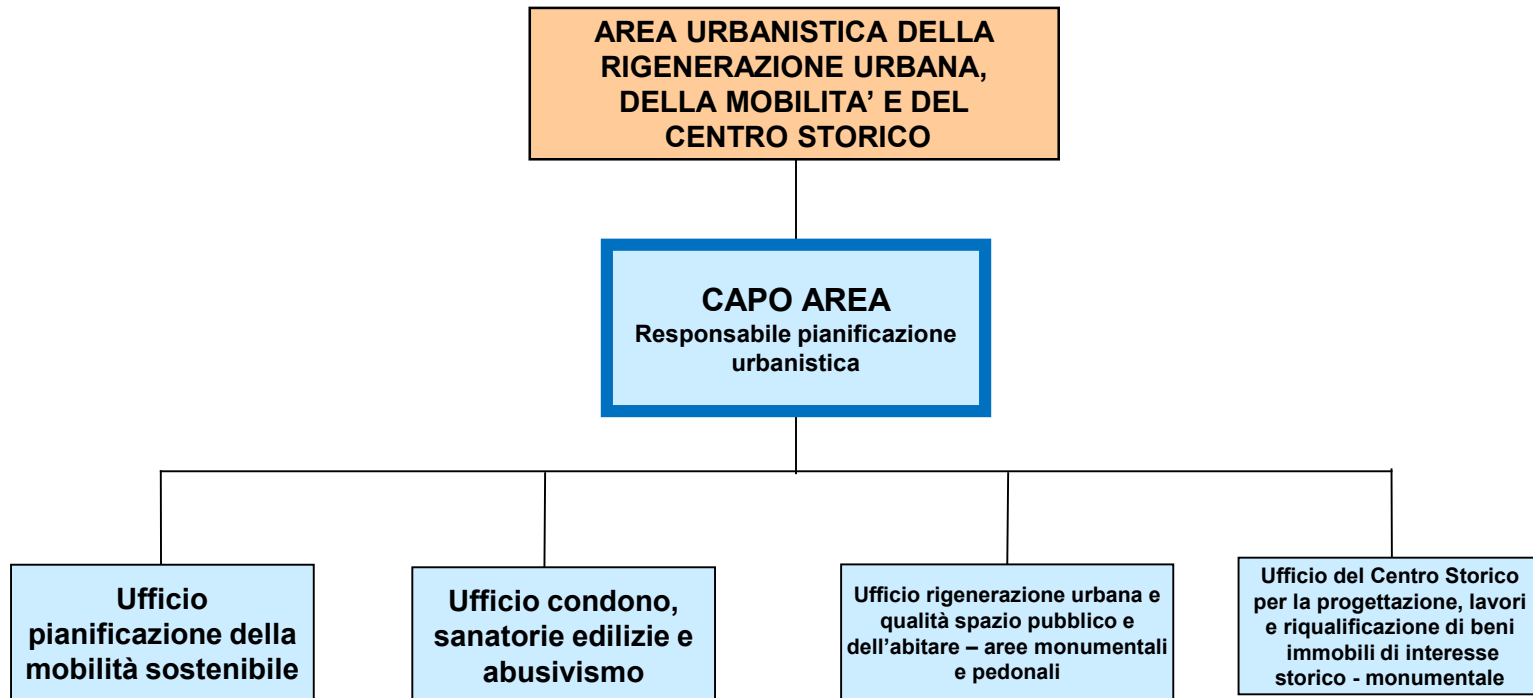 AREA URBANISTICA DELLA
RIGENERAZIONE URBANA,
DELLA MOBILITA’ E DEL
CENTRO STORICO
CAPO AREA
Responsabile pianificazione
urbanistica
Ufficio
pianificazione della
mobilità sostenibile
Ufficio condono,
sanatorie edilizie e
abusivismo
Ufficio rigenerazione urbana e
qualità spazio pubblico e
dell’abitare – aree monumentali
e pedonali
Ufficio del Centro Storico
per la progettazione, lavori
e riqualificazione di beni
immobili di interesse
storico - monumentale